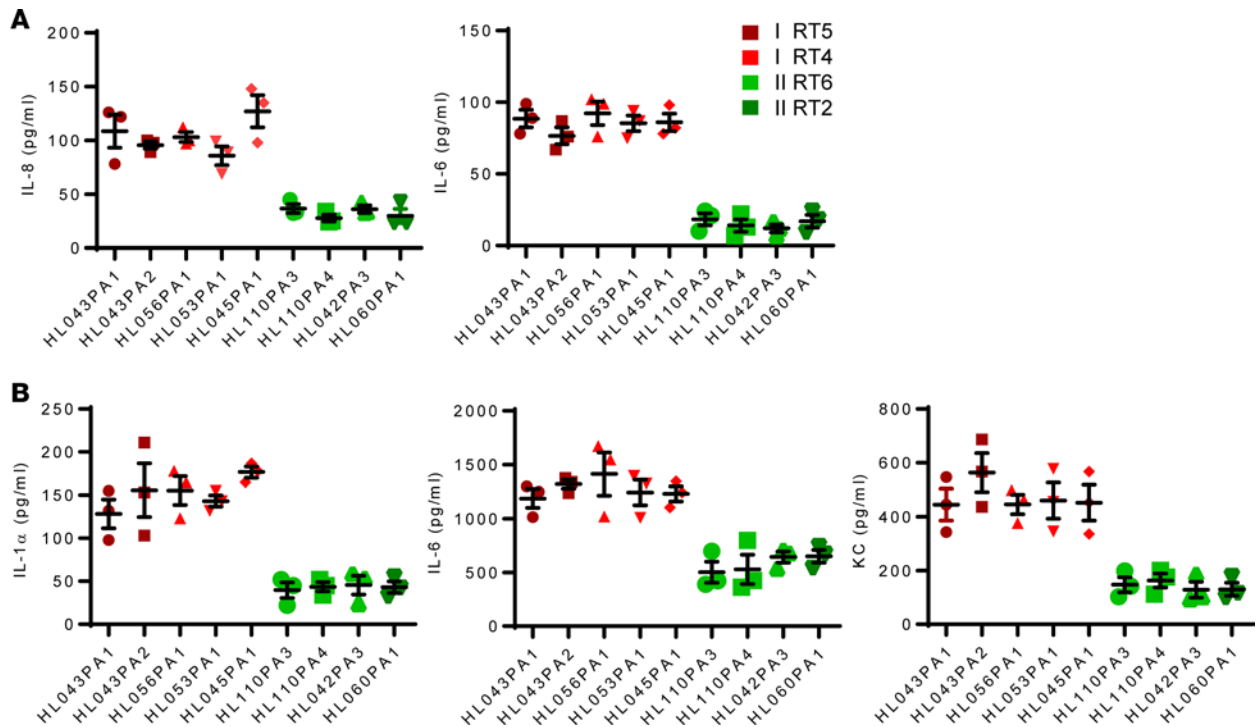 A
IL-8 (pg/ml)
200
150
100
50
0
HL043PA1
HL043PA2
HL056PA1
HL053PA1
HL045PA1
HL110PA3
HL110PA4
HL042PA3
HL060PA1
IL-6 (pg/ml)
150
100
50
0
HL043PA1
HL043PA2
HL056PA1
HL053PA1
HL045PA1
HL110PA3
HL110PA4
HL042PA3
HL060PA1
I RT5
I RT4
II RT6
II RT2
B
IL-1α (pg/ml)
250
200
150
100
50
0
HL043PA1
HL043PA2
HL056PA1
HL053PA1
HL045PA1
HL110PA3
HL110PA4
HL042PA3
HL060PA1
IL-6 (pg/ml)
2000
1500
1000
500
0
HL043PA1
HL043PA2
HL056PA1
HL053PA1
HL045PA1
HL110PA3
HL110PA4
HL042PA3
HL060PA1
KC (pg/ml)
800
600
400
200
0
HL043PA1
HL043PA2
HL056PA1
HL053PA1
HL045PA1
HL110PA3
HL110PA4
HL042PA3
HL060PA1